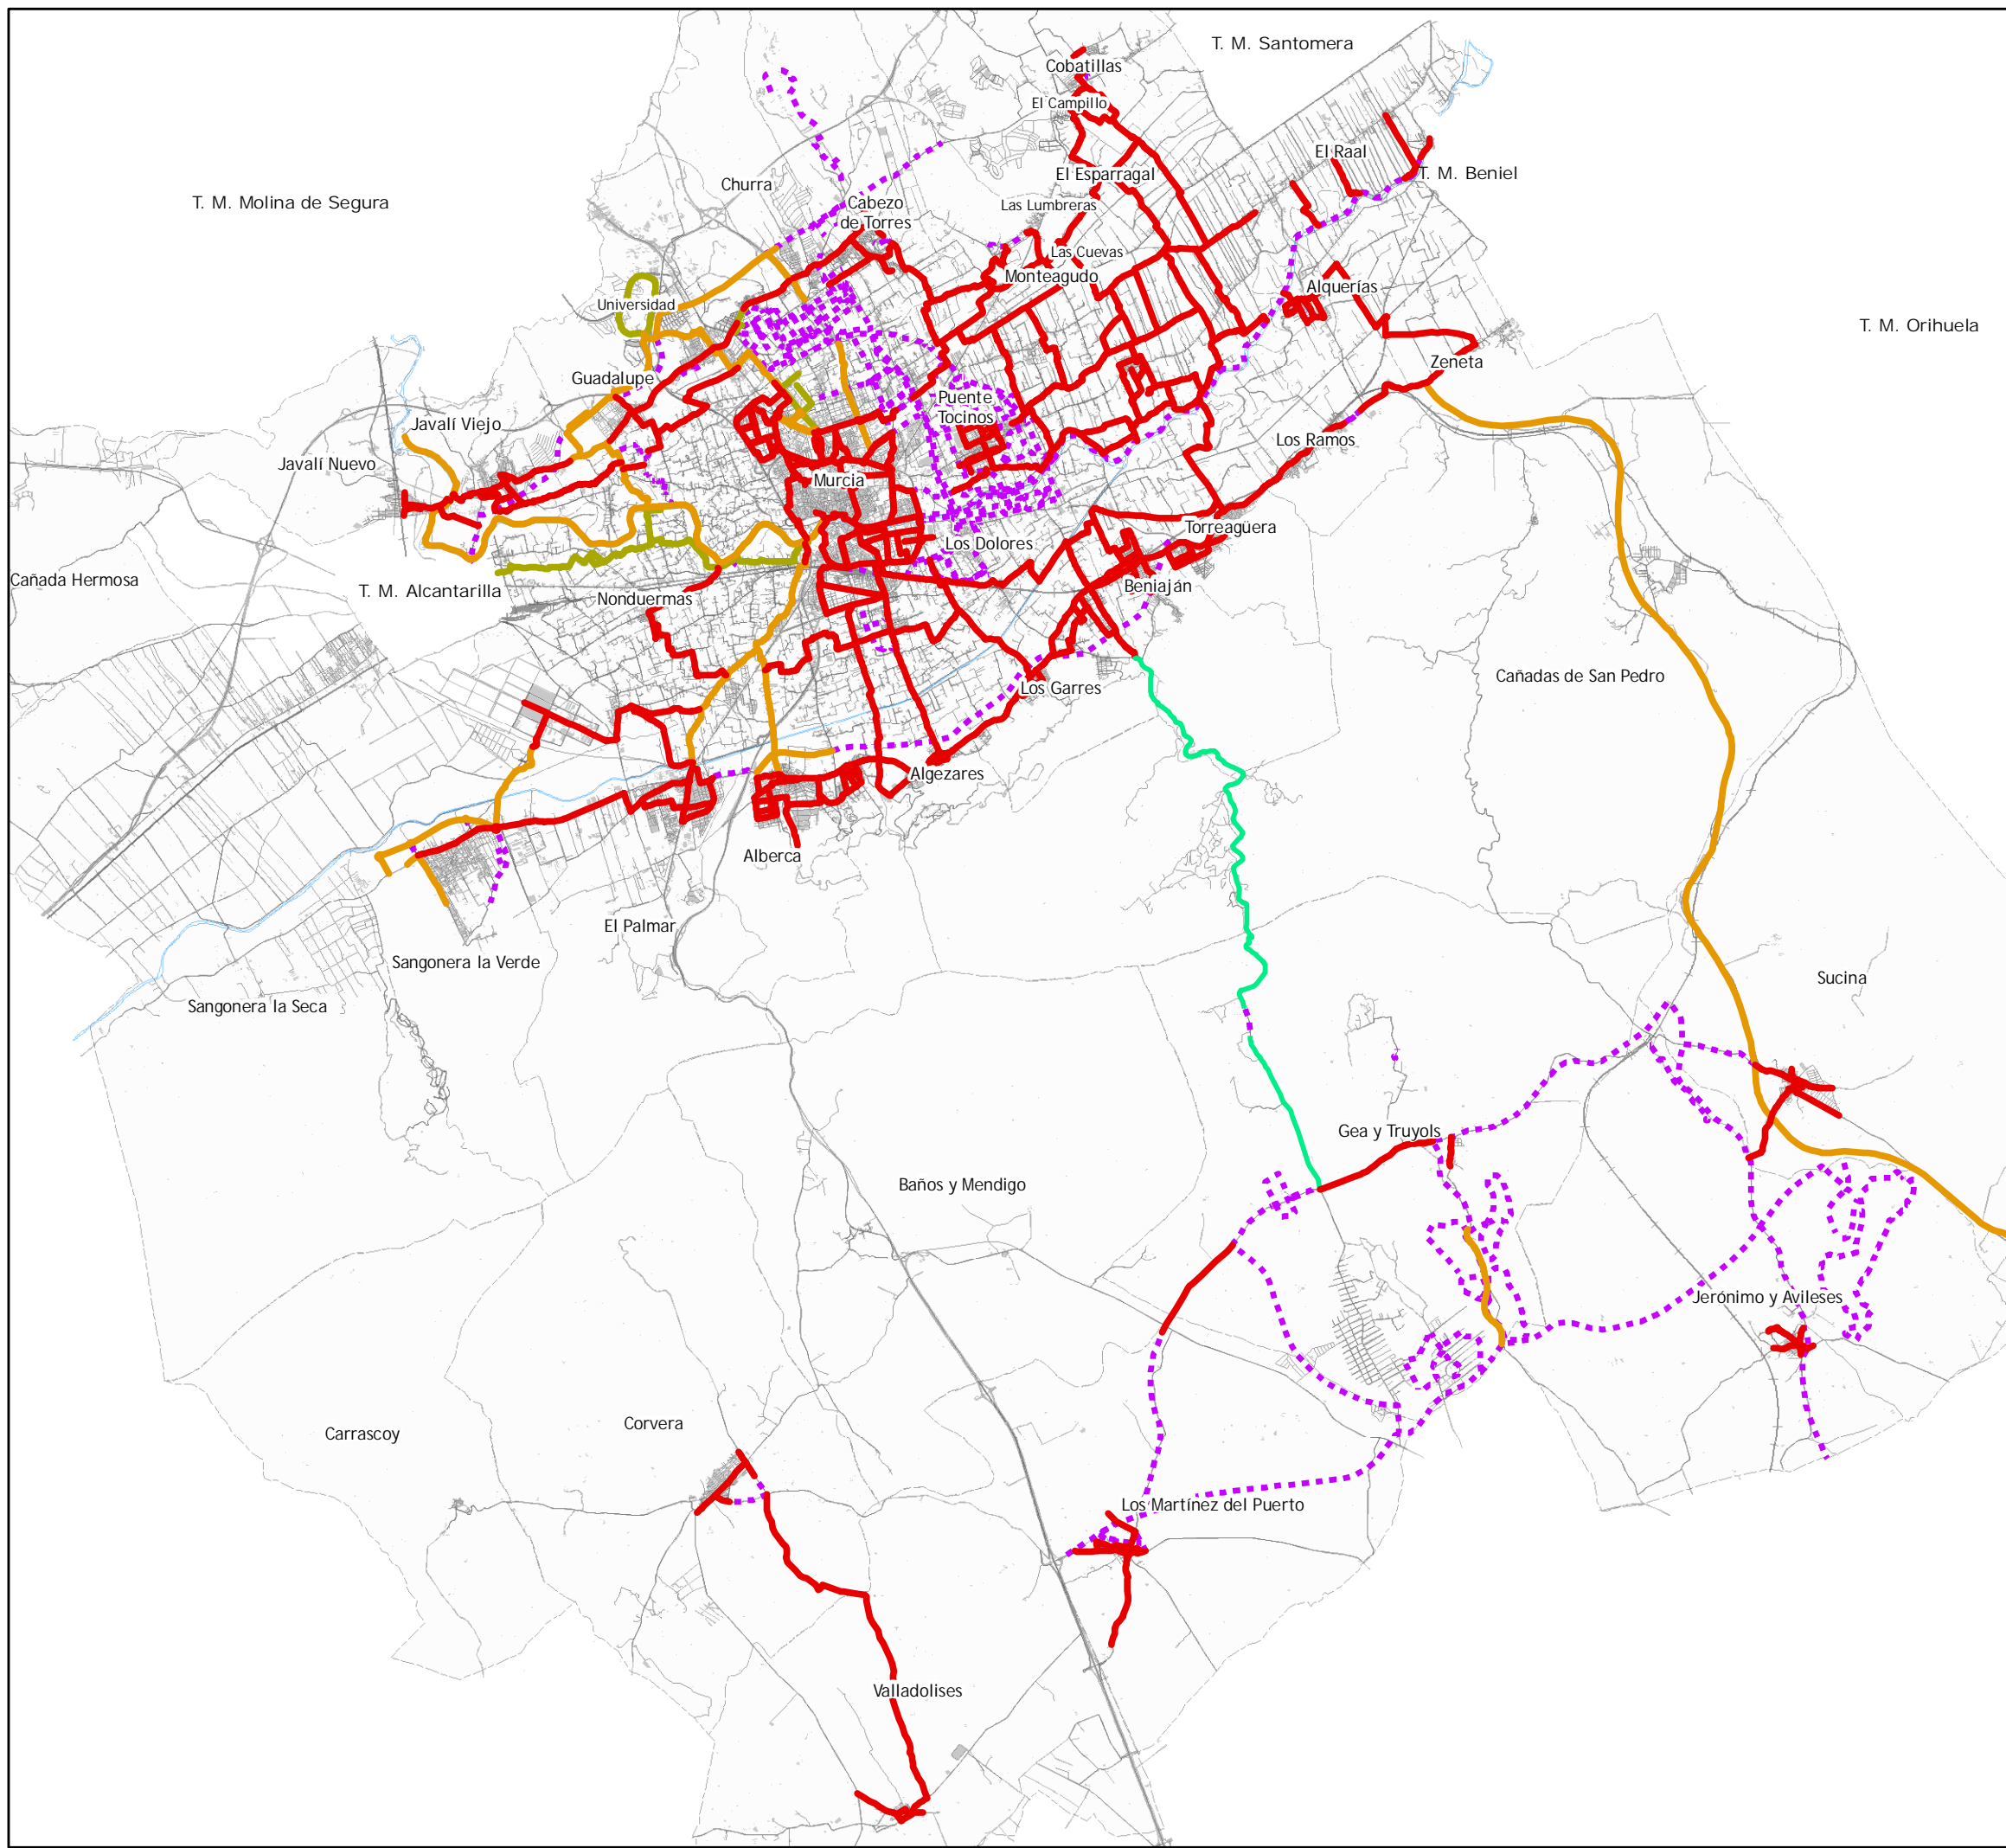 T. M. Santomera
Cobatillas
El Campillo
El Raal
T. M. Beniel
El Esparragal
Churra
T. M. Molina de Segura
Cabezo
de Torres
Las Lumbreras
Las Cuevas
Monteagudo
Alquerías
Universidad
T. M. Orihuela
Zeneta
Guadalupe
Puente
Tocinos
Javalí Viejo
Los Ramos
Javalí Nuevo
Murcia
Torreagüera
Los Dolores
Cañada Hermosa
Beniaján
T. M. Alcantarilla
Nonduermas
Cañadas de San Pedro
Los Garres
Algezares
Alberca
El Palmar
Sangonera la Verde
Sucina
Sangonera la Seca
Gea y Truyols
Baños y Mendigo
Jerónimo y Avileses
Corvera
Carrascoy
Los Martínez del Puerto
Valladolises